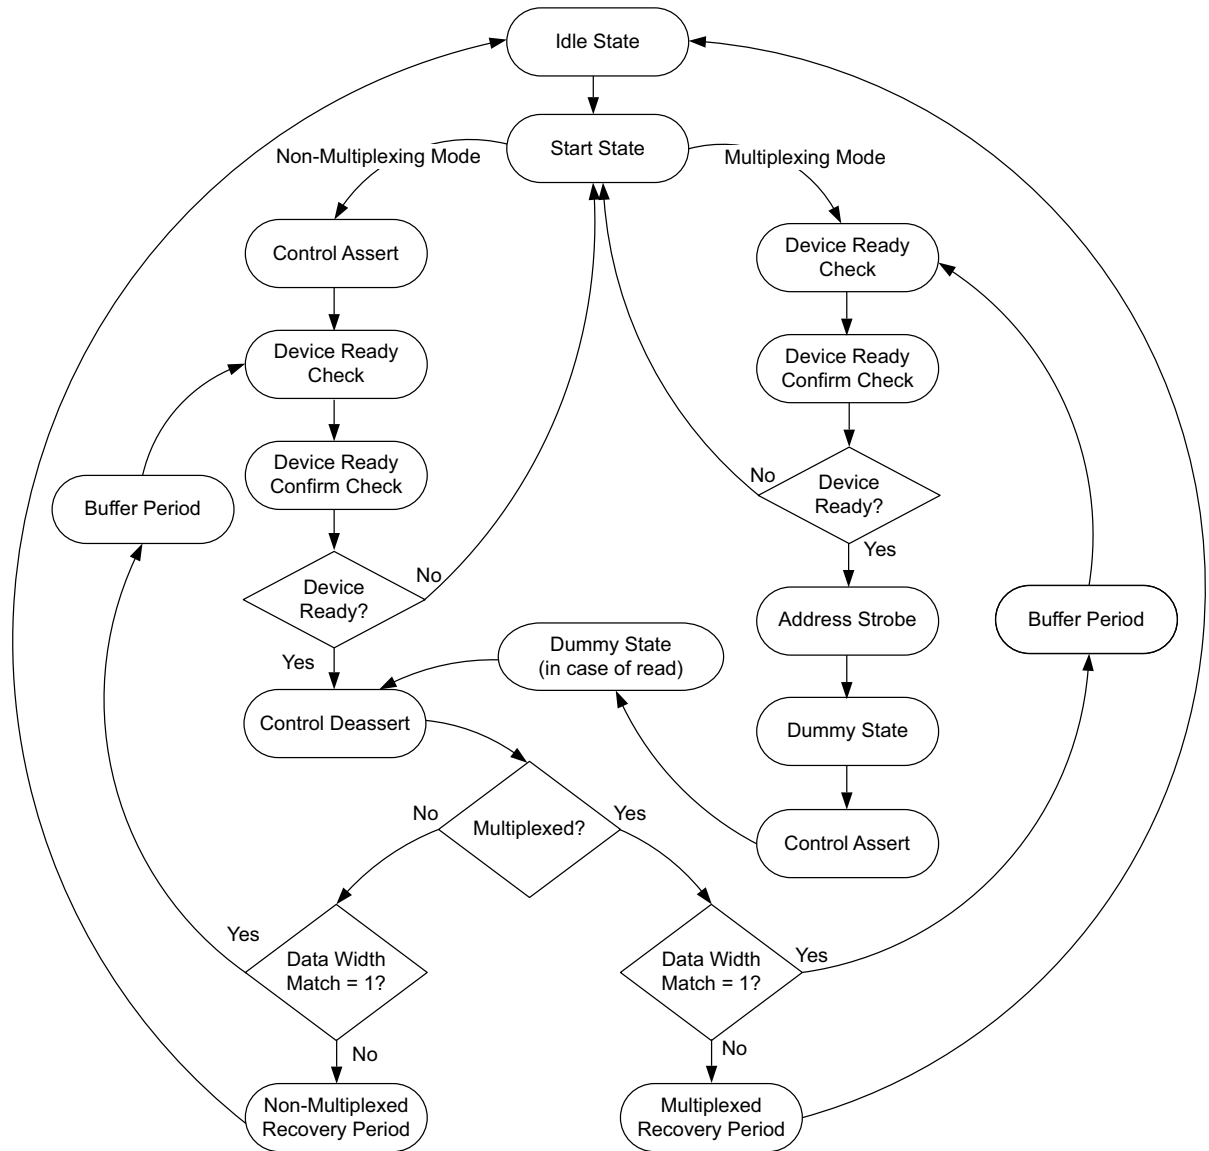 Idle State
Start State
Non-Multiplexing Mode
Multiplexing Mode
Control Assert
Device Ready
Check
Device Ready
Check
Device Ready
Confirm Check
Device Ready
Confirm Check
Buffer Period
Device
Ready?
No
Yes
Device
Ready?
No
Yes
Address Strobe
Buffer Period
Dummy State
(in case of read)
Control Deassert
Dummy State
Control Assert
Multiplexed?
No
Yes
Data Width
Match = 1?
Yes
No
Data Width
Match = 1?
Yes
No
Non-Multiplexed
Recovery Period
Multiplexed
Recovery Period